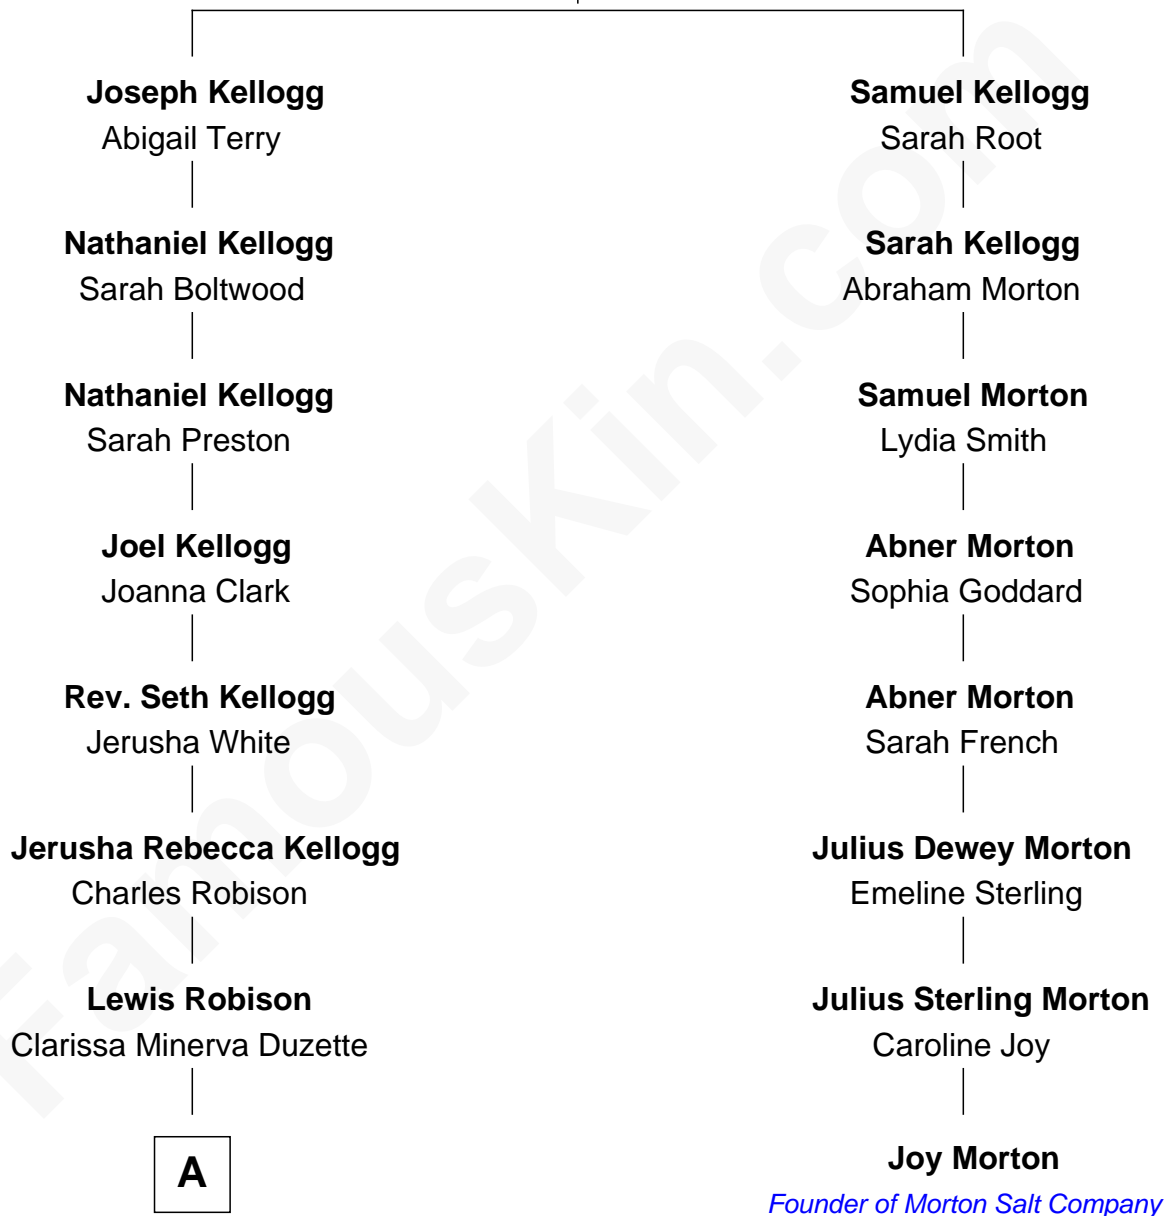 Joseph Kellogg
Abigail Terry
Samuel Kellogg
Sarah Root
Nathaniel Kellogg
Sarah Boltwood
Sarah Kellogg
Abraham Morton
Nathaniel Kellogg
Sarah Preston
Samuel Morton
Lydia Smith
Joel Kellogg
Joanna Clark
Abner Morton
Sophia Goddard
Rev. Seth Kellogg
Jerusha White
Abner Morton
Sarah French
Jerusha Rebecca Kellogg
Charles Robison
Julius Dewey Morton
Emeline Sterling
Lewis Robison
Clarissa Minerva Duzette
Julius Sterling Morton
Caroline Joy
A
Joy Morton
Founder of Morton Salt Company
FamousKin.com